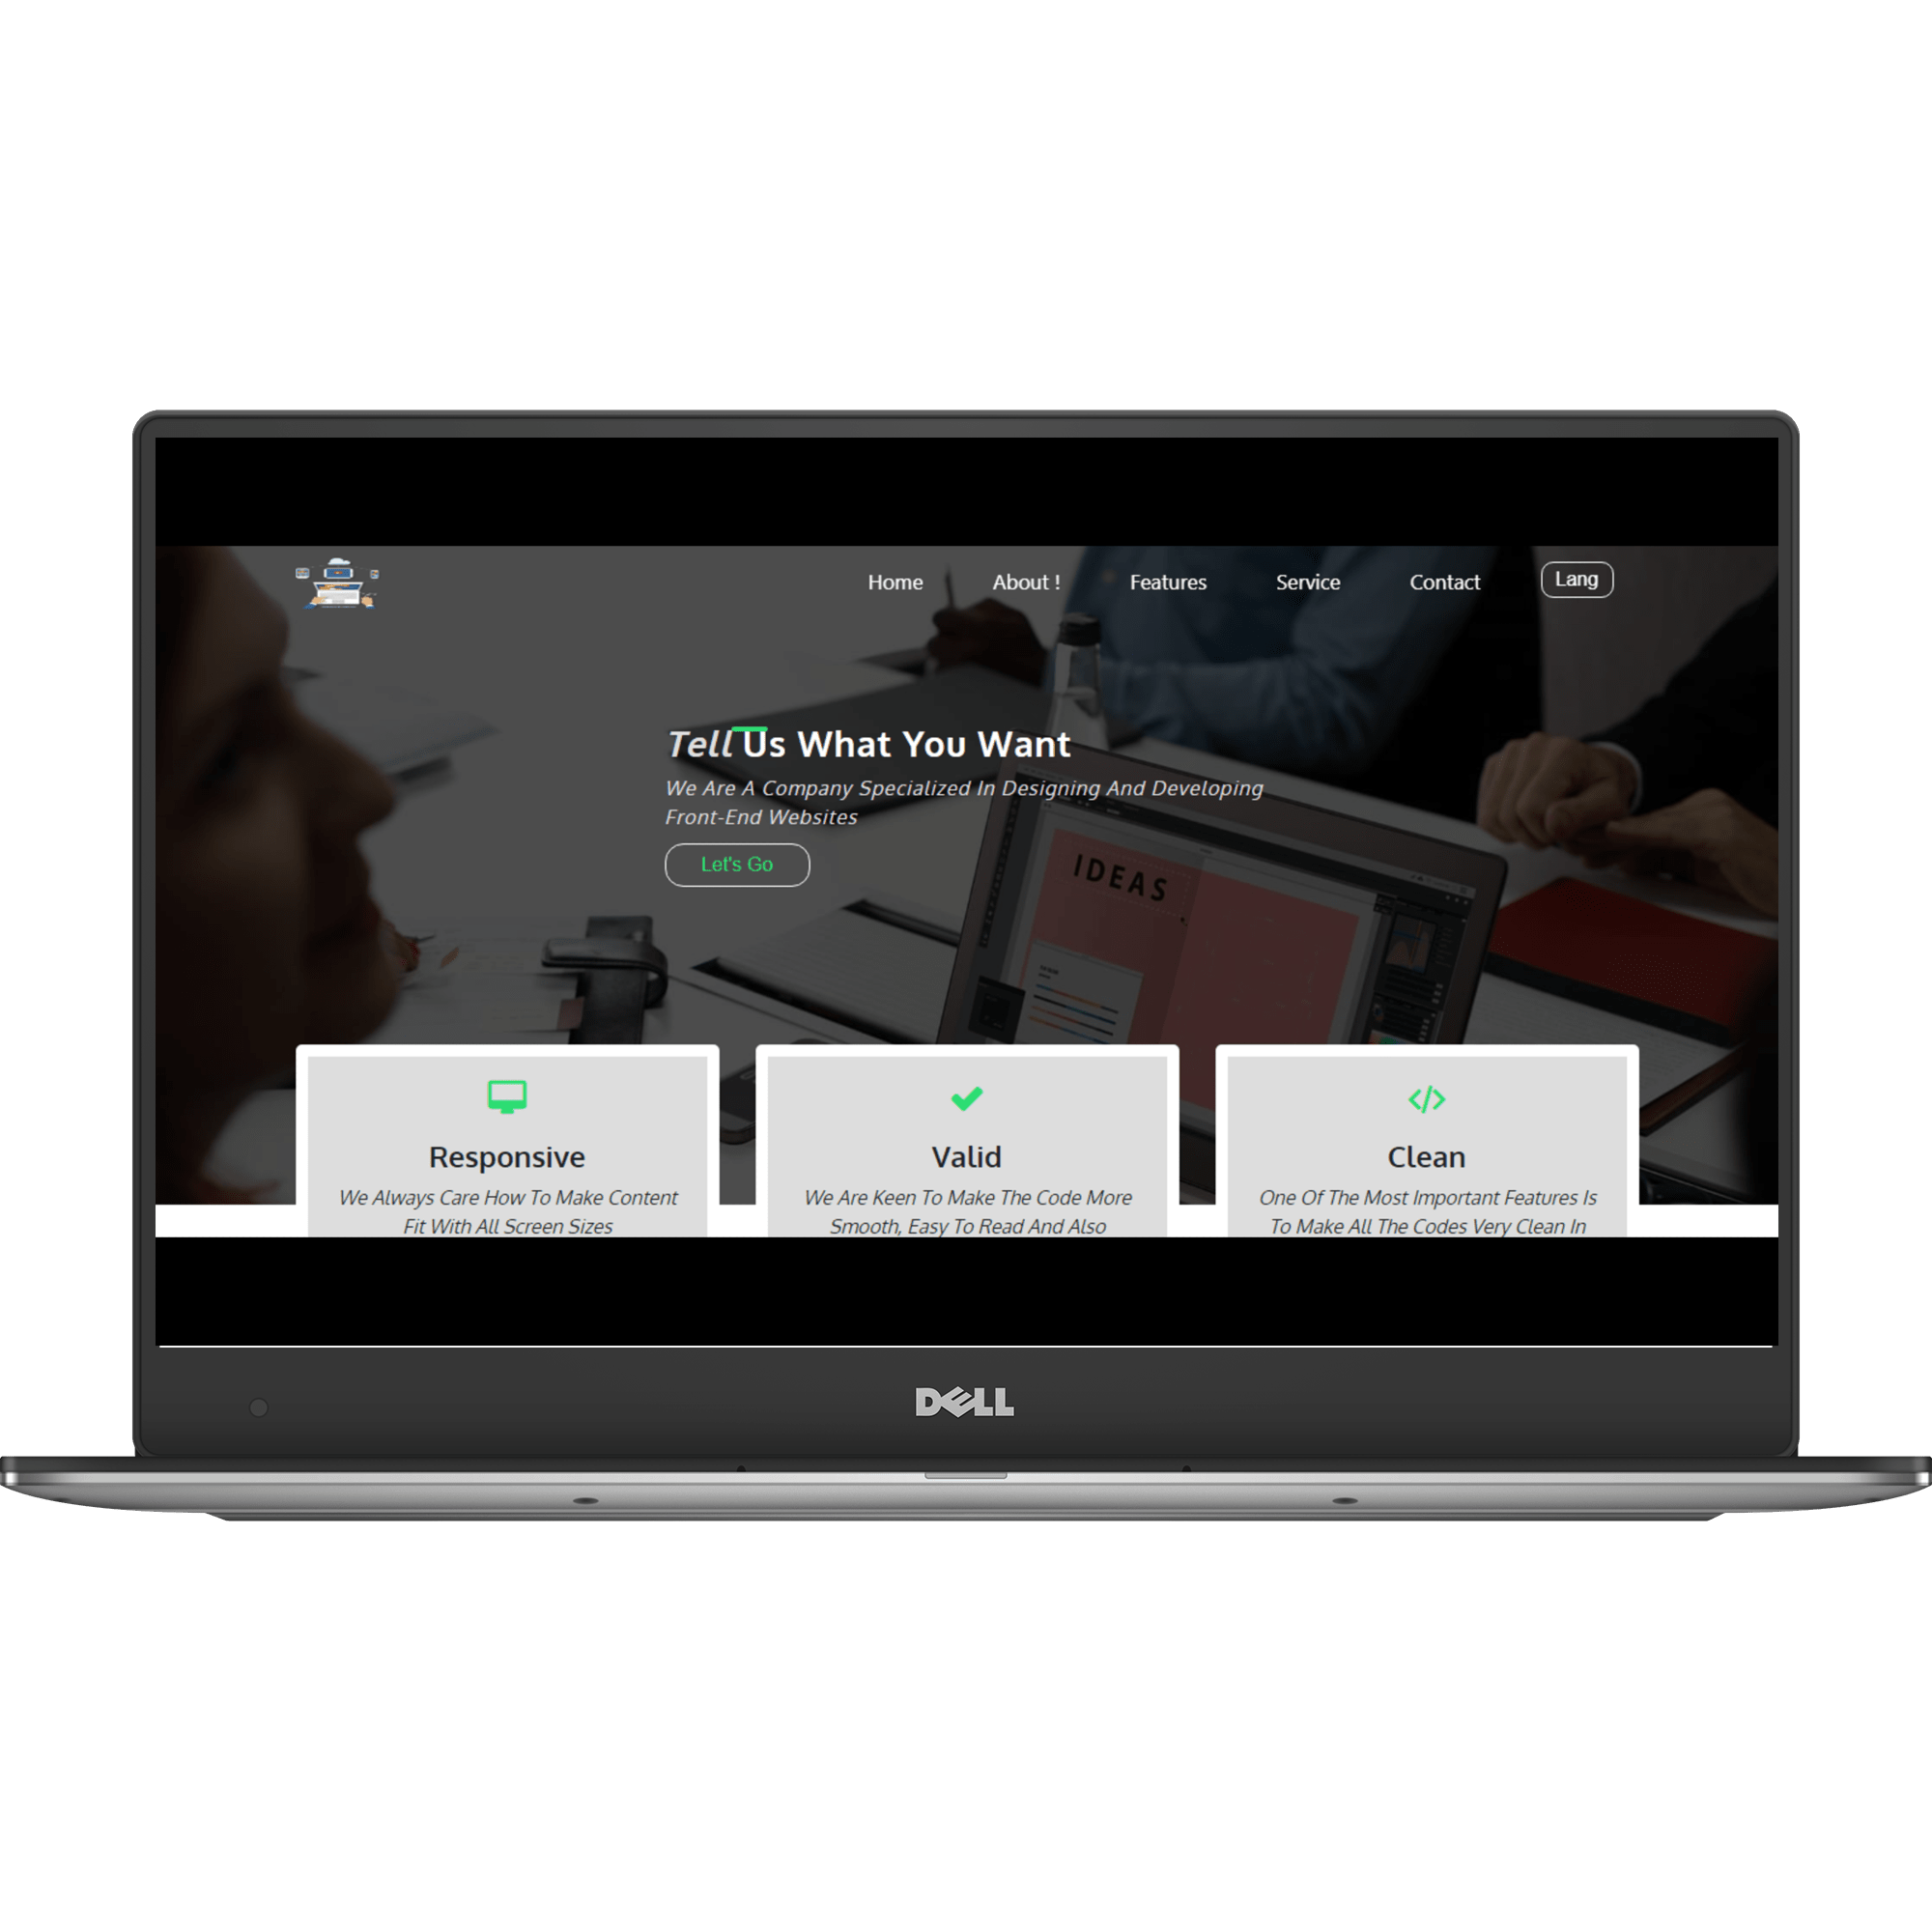 Home About ! Features Service Contact Lang
Tell Us What You Want
We Are A Company Specialized In Designing And Developing
Front-End Websites
Let's Go
IDEAS
Responsive
We Always Care How To Make Content
Fit With All Screen Sizes
Valid
We Are Keen To Make The Code More
Smooth, Easy To Read And Also
Clean
One Of The Most Important Features Is
To Make All The Codes Very Clean In
DELL